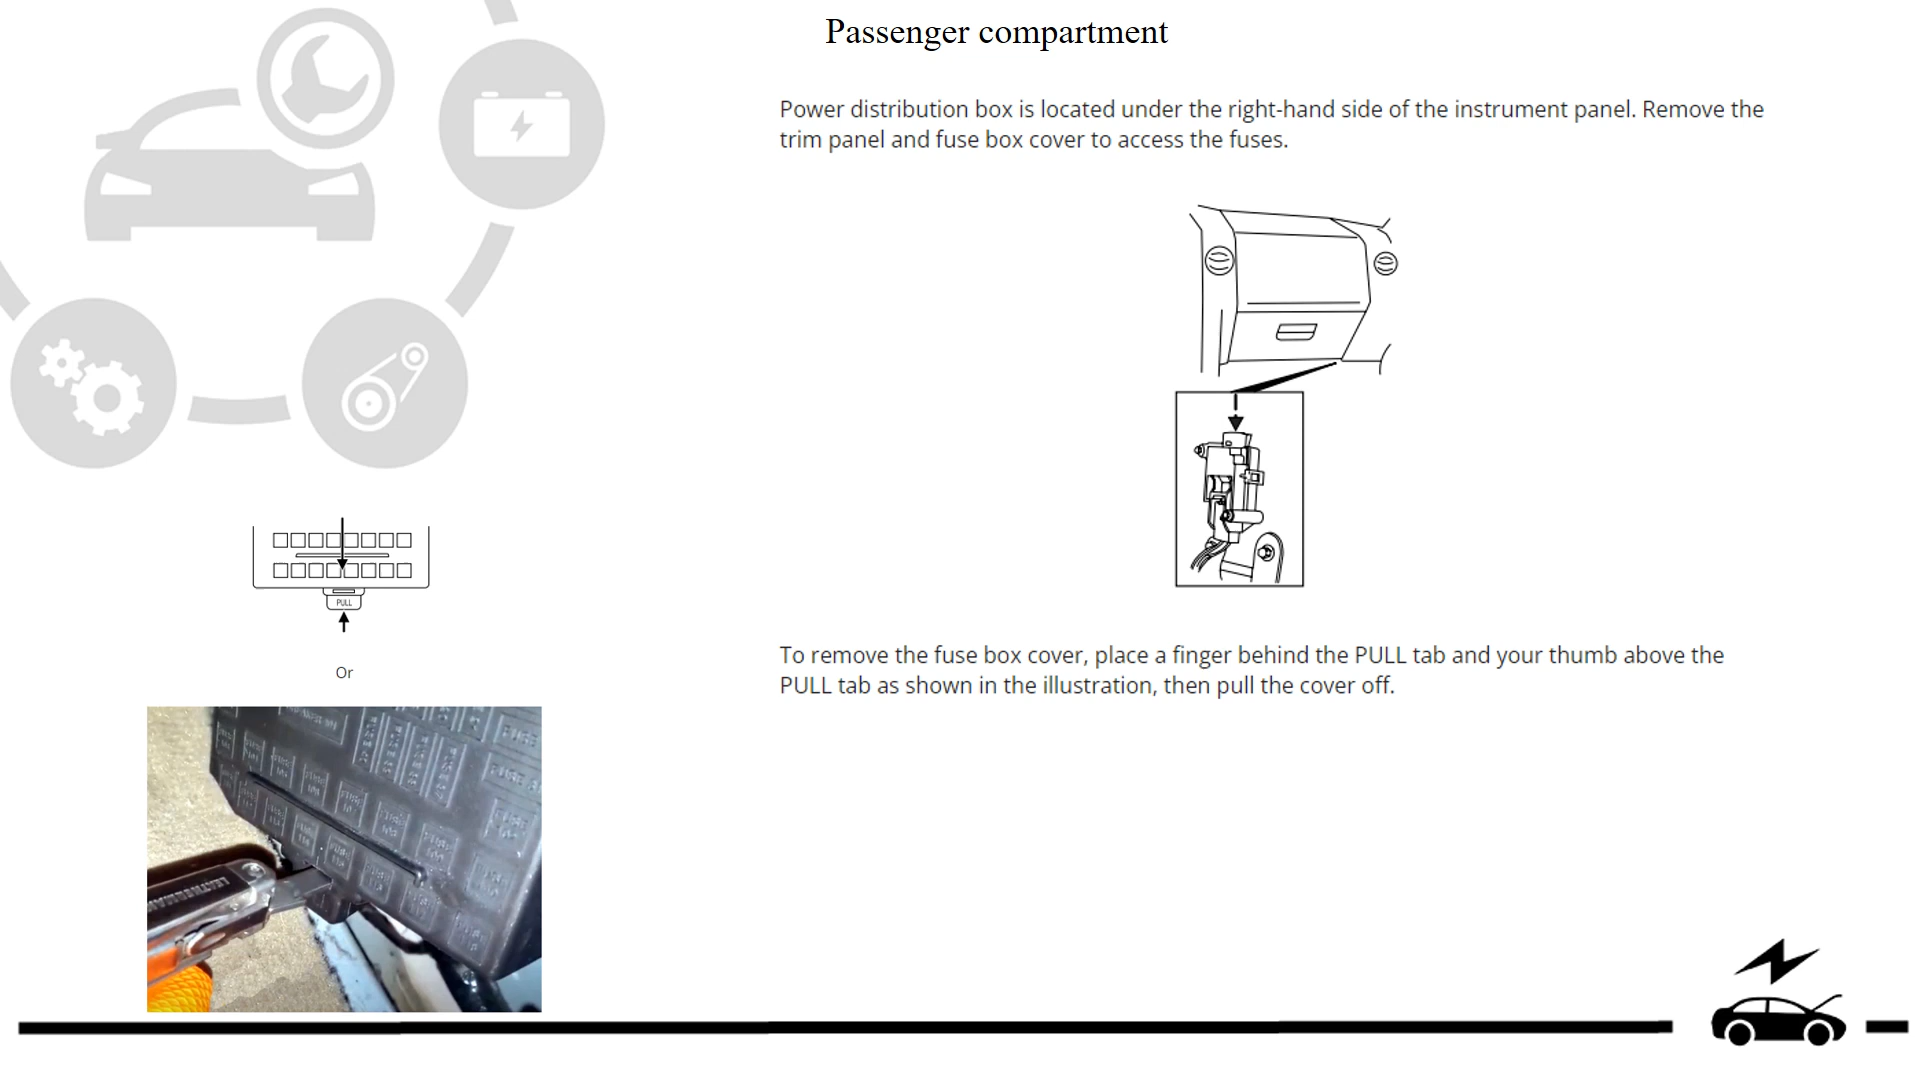 Passenger compartment
Power distribution box is located under the right-hand side of the instrument panel. Remove the
trim panel and fuse box cover to access the fuses.
PULL
Or
To remove the fuse box cover, place a finger behind the PULL tab and your thumb above the
PULL tab as shown in the illustration, then pull the cover off.
LEATHERMAN